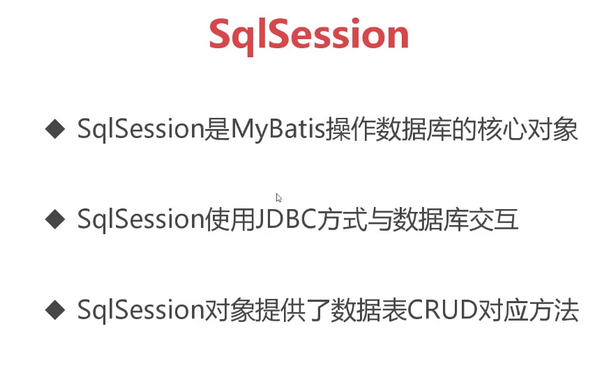 SqlSession
◆ SqlSession是MyBatis操作数据库的核心对象
◆ SqlSession使用JDBC方式与数据库交互
◆ SqlSession对象提供了数据表CRUD对应方法